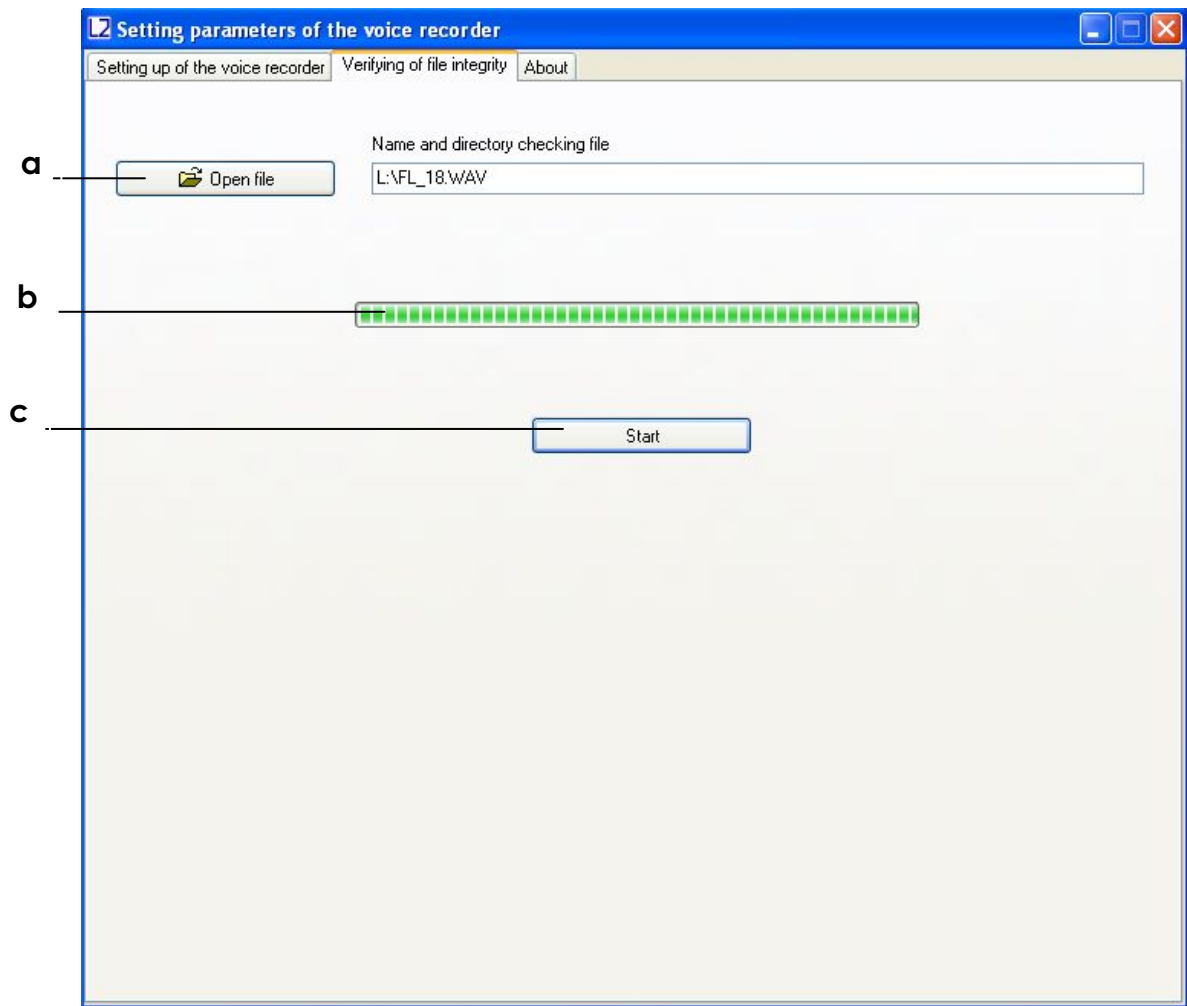 Setting parameters of the voice recorder
Setting up of the voice recorder Verifying of file integrity About
Name and directory checking file
a Open file L:\FL_18.WAV
b
c Start